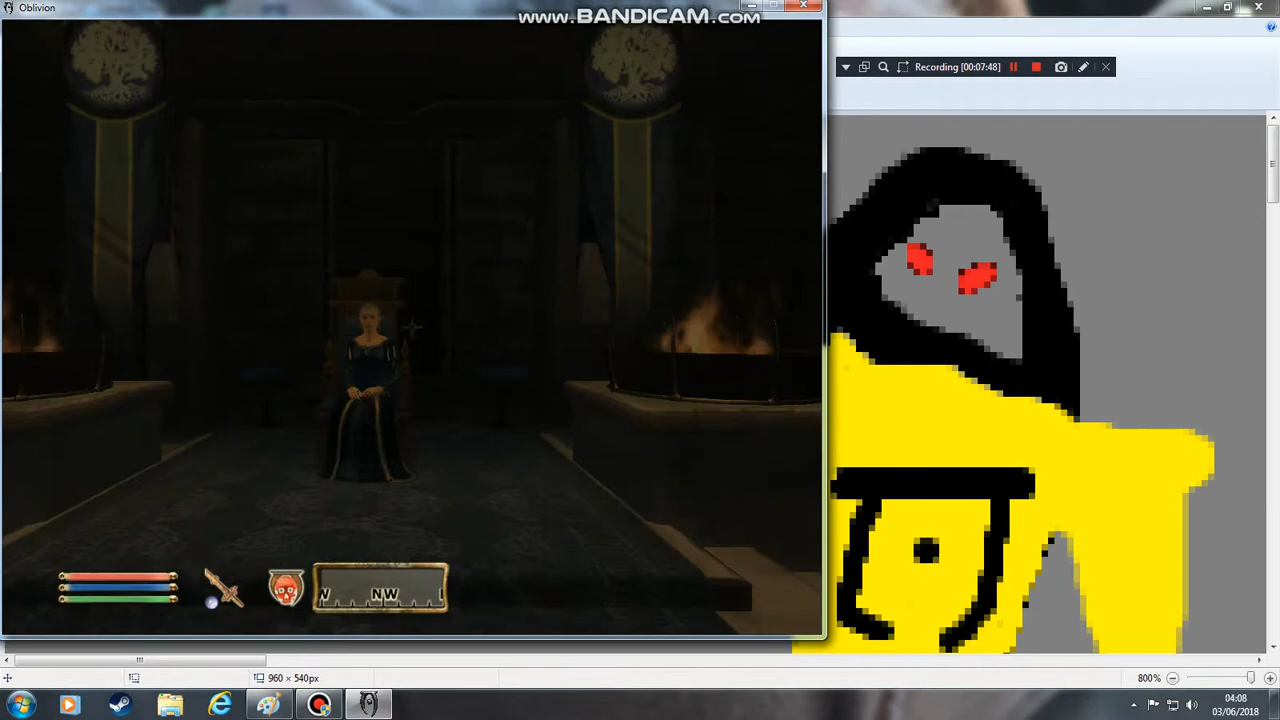 Oblivion
www.BANDICAM.com
Recording [00:07:48]
W NW
960 × 540px
800%
04:08
03/06/2018